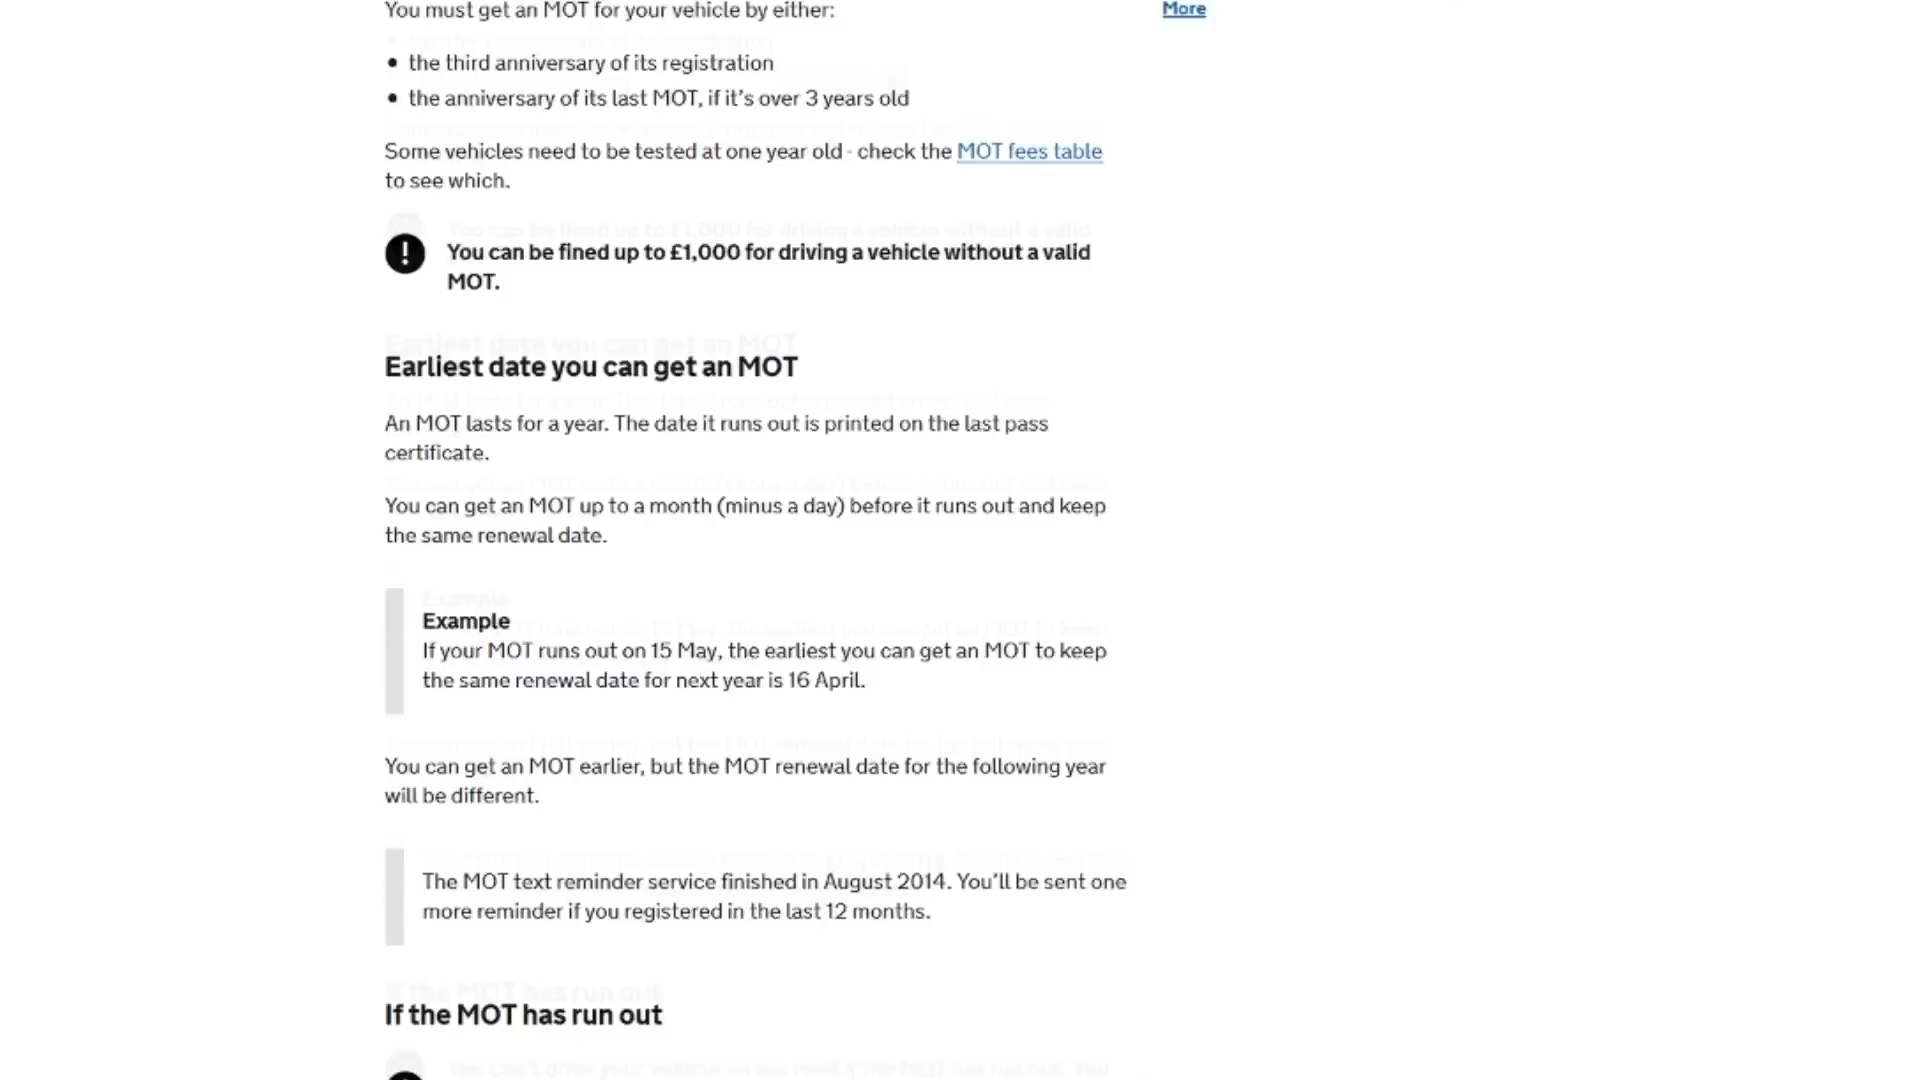 You must get an MOT for your vehicle by either:
More
• the third anniversary of its registration
• the anniversary of its last MOT, if it's over 3 years old
Some vehicles need to be tested at one year old - check the MOT fees table
to see which.
! You can be fined up to £1,000 for driving a vehicle without a valid
MOT.
Earliest date you can get an MOT
An MOT lasts for a year. The date it runs out is printed on the last pass
certificate.
You can get an MOT up to a month (minus a day) before it runs out and keep
the same renewal date.
Example
If your MOT runs out on 15 May, the earliest you can get an MOT to keep
the same renewal date for next year is 16 April.
You can get an MOT earlier, but the MOT renewal date for the following year
will be different.
The MOT text reminder service finished in August 2014. You'll be sent one
more reminder if you registered in the last 12 months.
If the MOT has run out